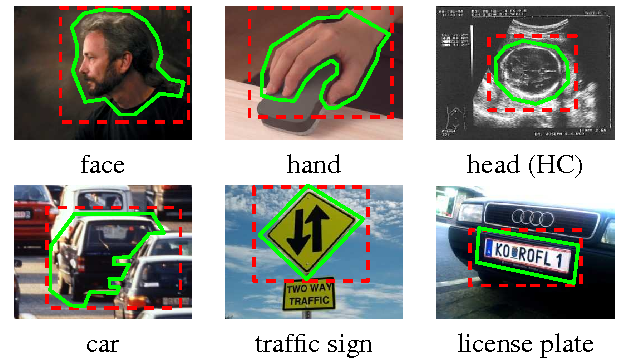 face
hand
head (HC)
TWO WAY
TRAFFIC
KO ROFL 1
car
traffic sign
license plate